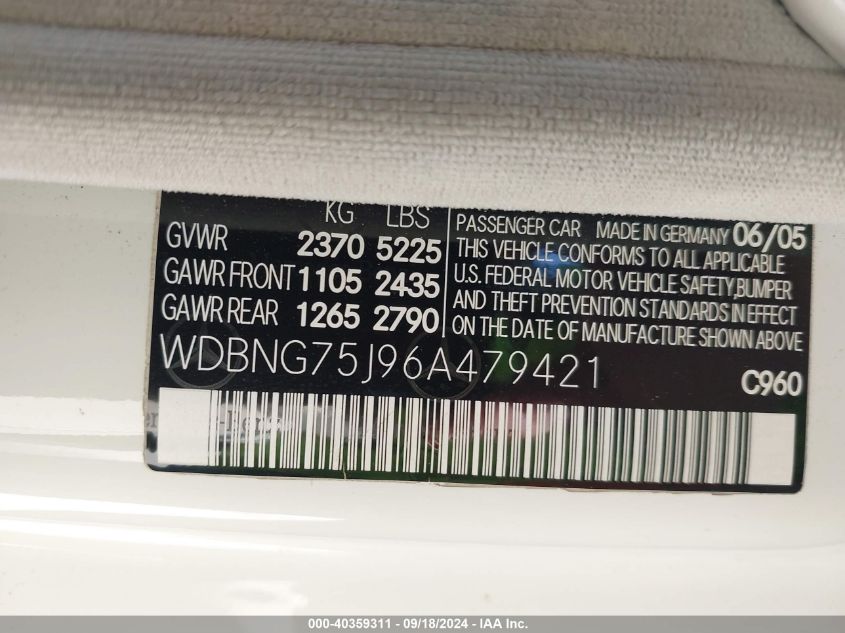 KG LBS
GVWR 2370 5225
GAWR FRONT 1105 2435
GAWR REAR 1265 2790
PASSENGER CAR MADE IN GERMANY 06/05
THIS VEHICLE CONFORMS TO ALL APPLICABLE
U.S. FEDERAL MOTOR VEHICLE SAFETY,BUMPER
AND THEFT PREVENTION STANDARDS IN EFFECT
ON THE DATE OF MANUFACTURE SHOWN ABOVE
WDBNG75J96A479421
C960
000-40359311 - 09/18/2024 - IAA Inc.